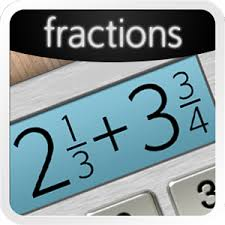 fractions
2 1/3 + 3 3/4
3